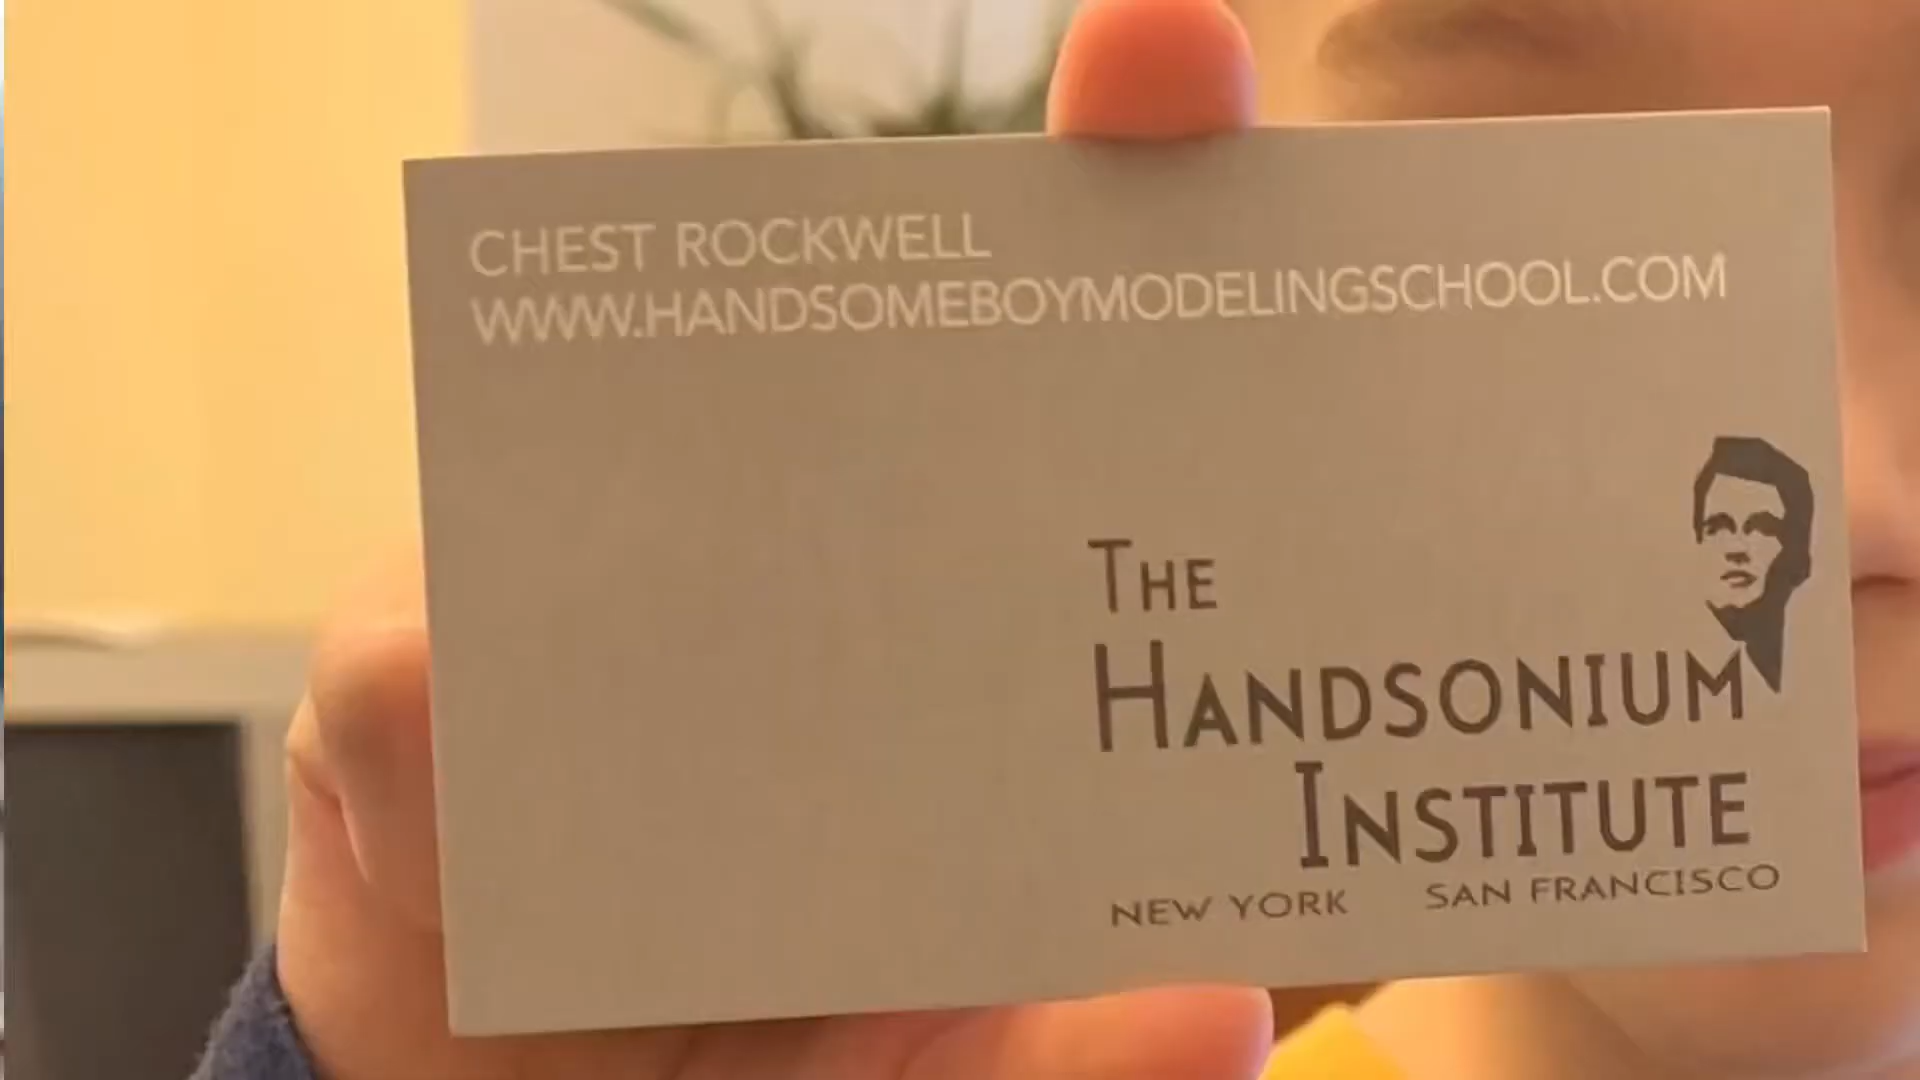 CHEST ROCKWELL
WWW.HANDSOMEBOYMODELINGSCHOOL.COM
THE
HANDSONIUM
INSTITUTE
NEW YORK SAN FRANCISCO